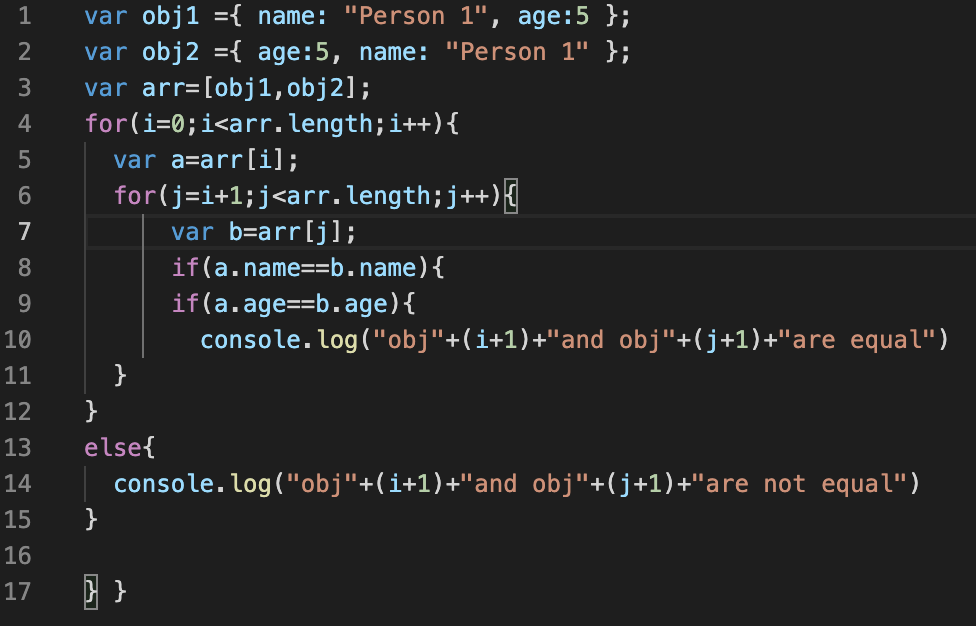 1 var obj1 ={ name: "Person 1", age:5 };
2 var obj2 ={ age:5, name: "Person 1" };
3 var arr=[obj1,obj2];
4 for(i=0;i<arr.length;i++){
5   var a=arr[i];
6   for(j=i+1;j<arr.length;j++){
7       var b=arr[j];
8       if(a.name==b.name){
9       if(a.age==b.age){
10         console.log("obj"+(i+1)+"and obj"+(j+1)+"are equal")
11   }
12 }
13 else{
14   console.log("obj"+(i+1)+"and obj"+(j+1)+"are not equal")
15 }
16
17 } }